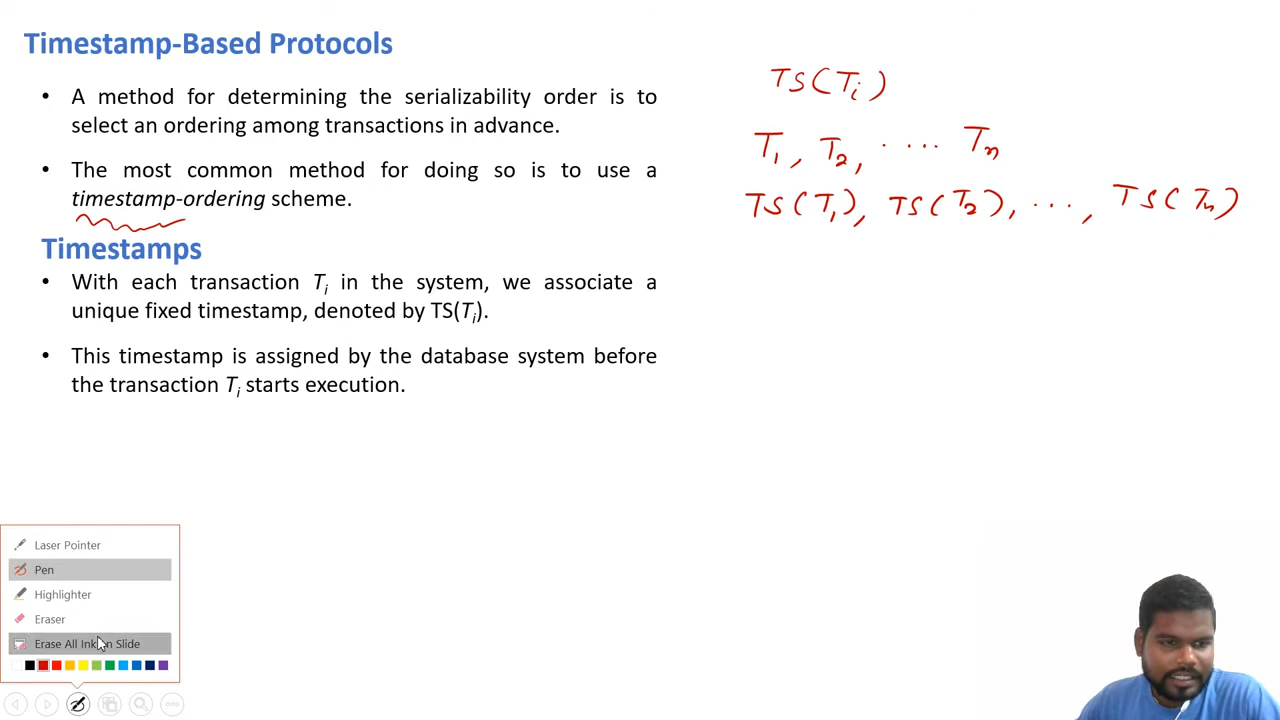 Timestamp-Based Protocols
• A method for determining the serializability order is to
select an ordering among transactions in advance.
• The most common method for doing so is to use a
timestamp-ordering scheme.
Timestamps
• With each transaction Ti in the system, we associate a
unique fixed timestamp, denoted by TS(Ti).
• This timestamp is assigned by the database system before
the transaction Ti starts execution.
TS(Ti)
T1, T2, .... Tn
TS(T1), TS(T2), ..., TS(Tn)
Laser Pointer
Pen
Highlighter
Eraser
Erase All Ink on Slide